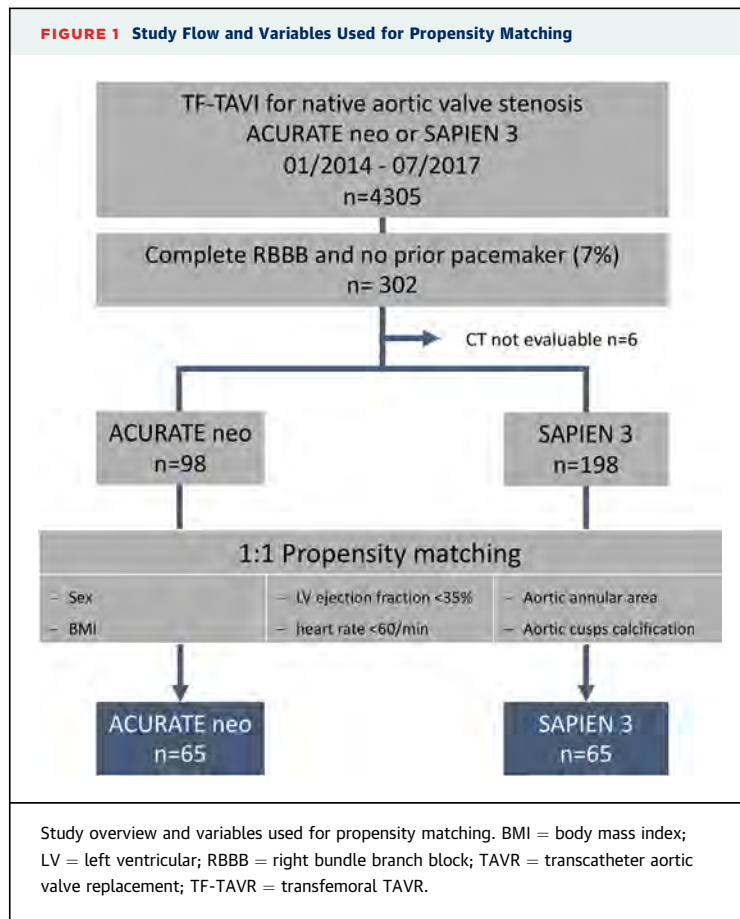 FIGURE 1 Study Flow and Variables Used for Propensity Matching
TF-TAVI for native aortic valve stenosis
ACURATE neo or SAPIEN 3
01/2014 - 07/2017
n=4305
Complete RBBB and no prior pacemaker (7%)
n= 302
CT not evaluable n=6
ACURATE neo
n=98
SAPIEN 3
n=198
1:1 Propensity matching
– Sex
– BMI
– LV ejection fraction <35%
– heart rate <60/min
– Aortic annular area
– Aortic cusps calcification
ACURATE neo
n=65
SAPIEN 3
n=65
Study overview and variables used for propensity matching. BMI = body mass index;
LV = left ventricular; RBBB = right bundle branch block; TAVR = transcatheter aortic
valve replacement; TF-TAVR = transfemoral TAVR.